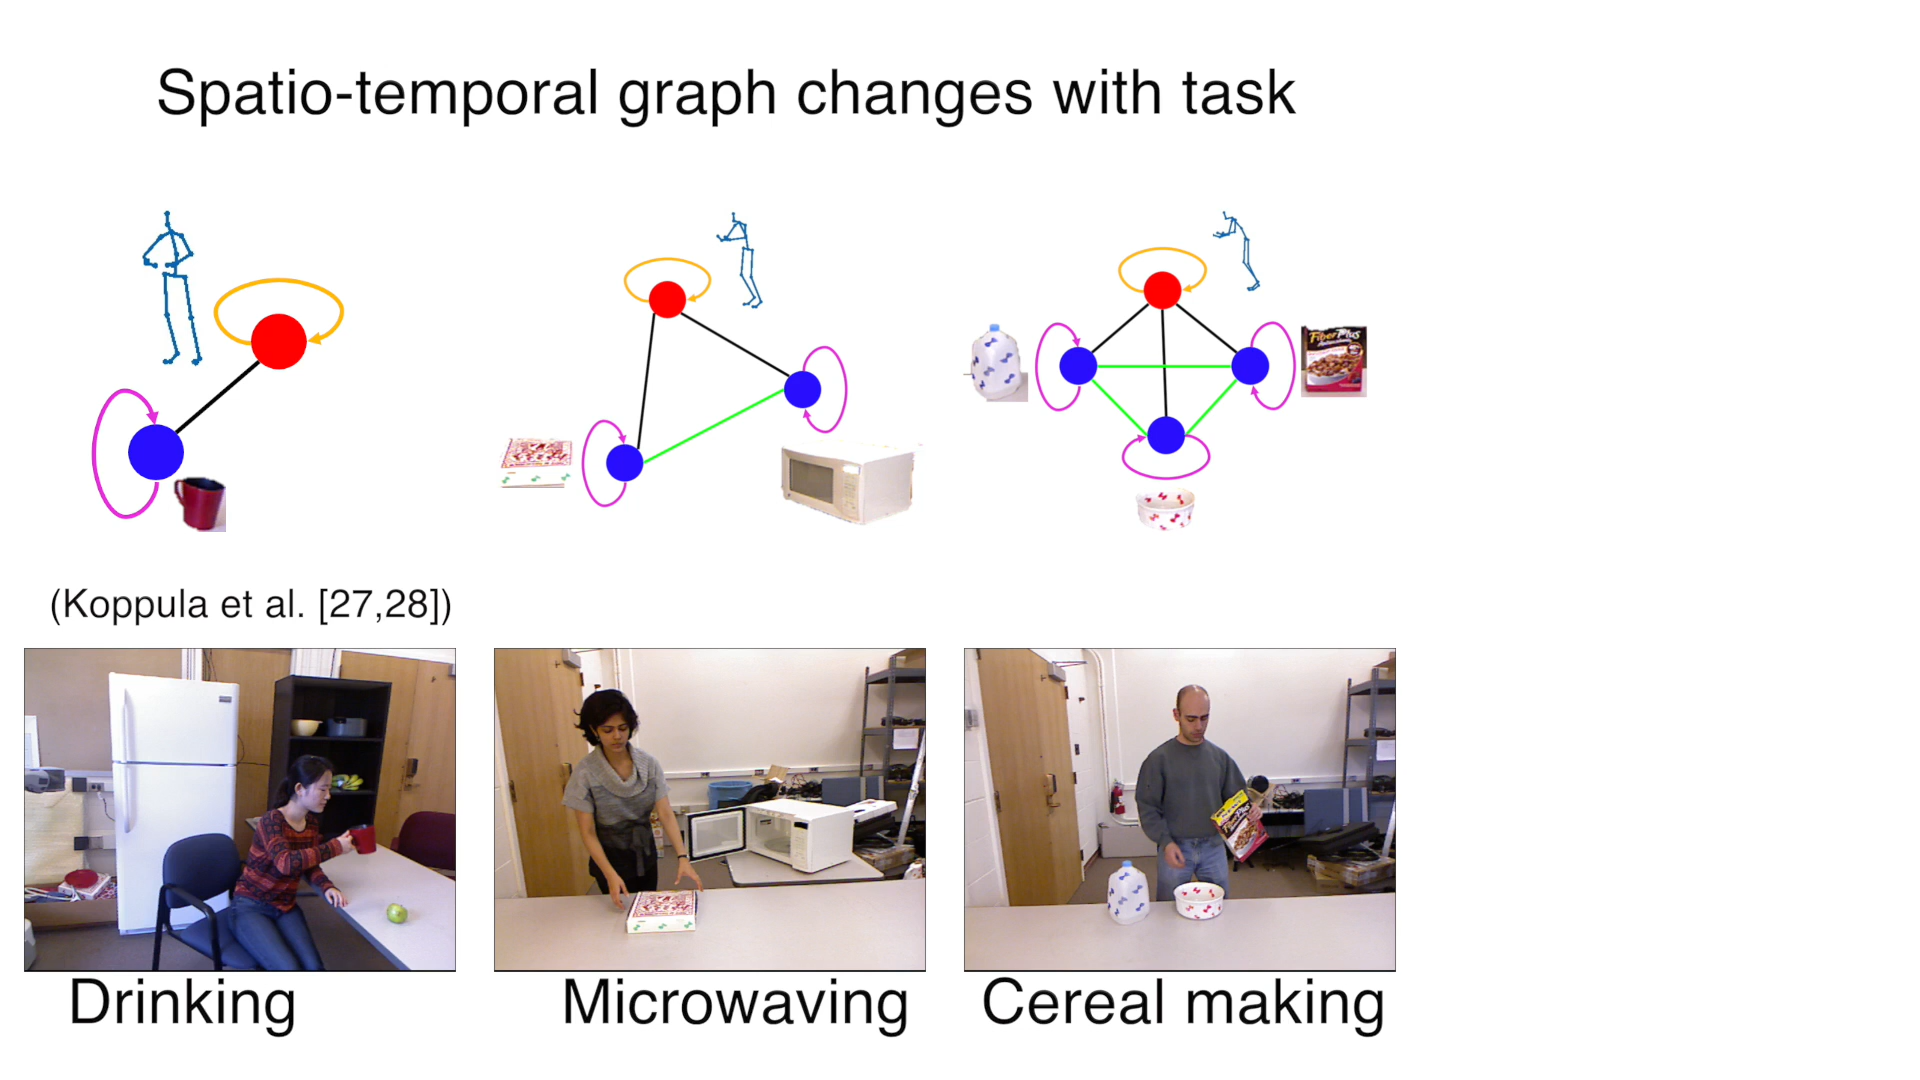 Spatio-temporal graph changes with task
(Koppula et al. [27,28])
Drinking
Microwaving
Cereal making